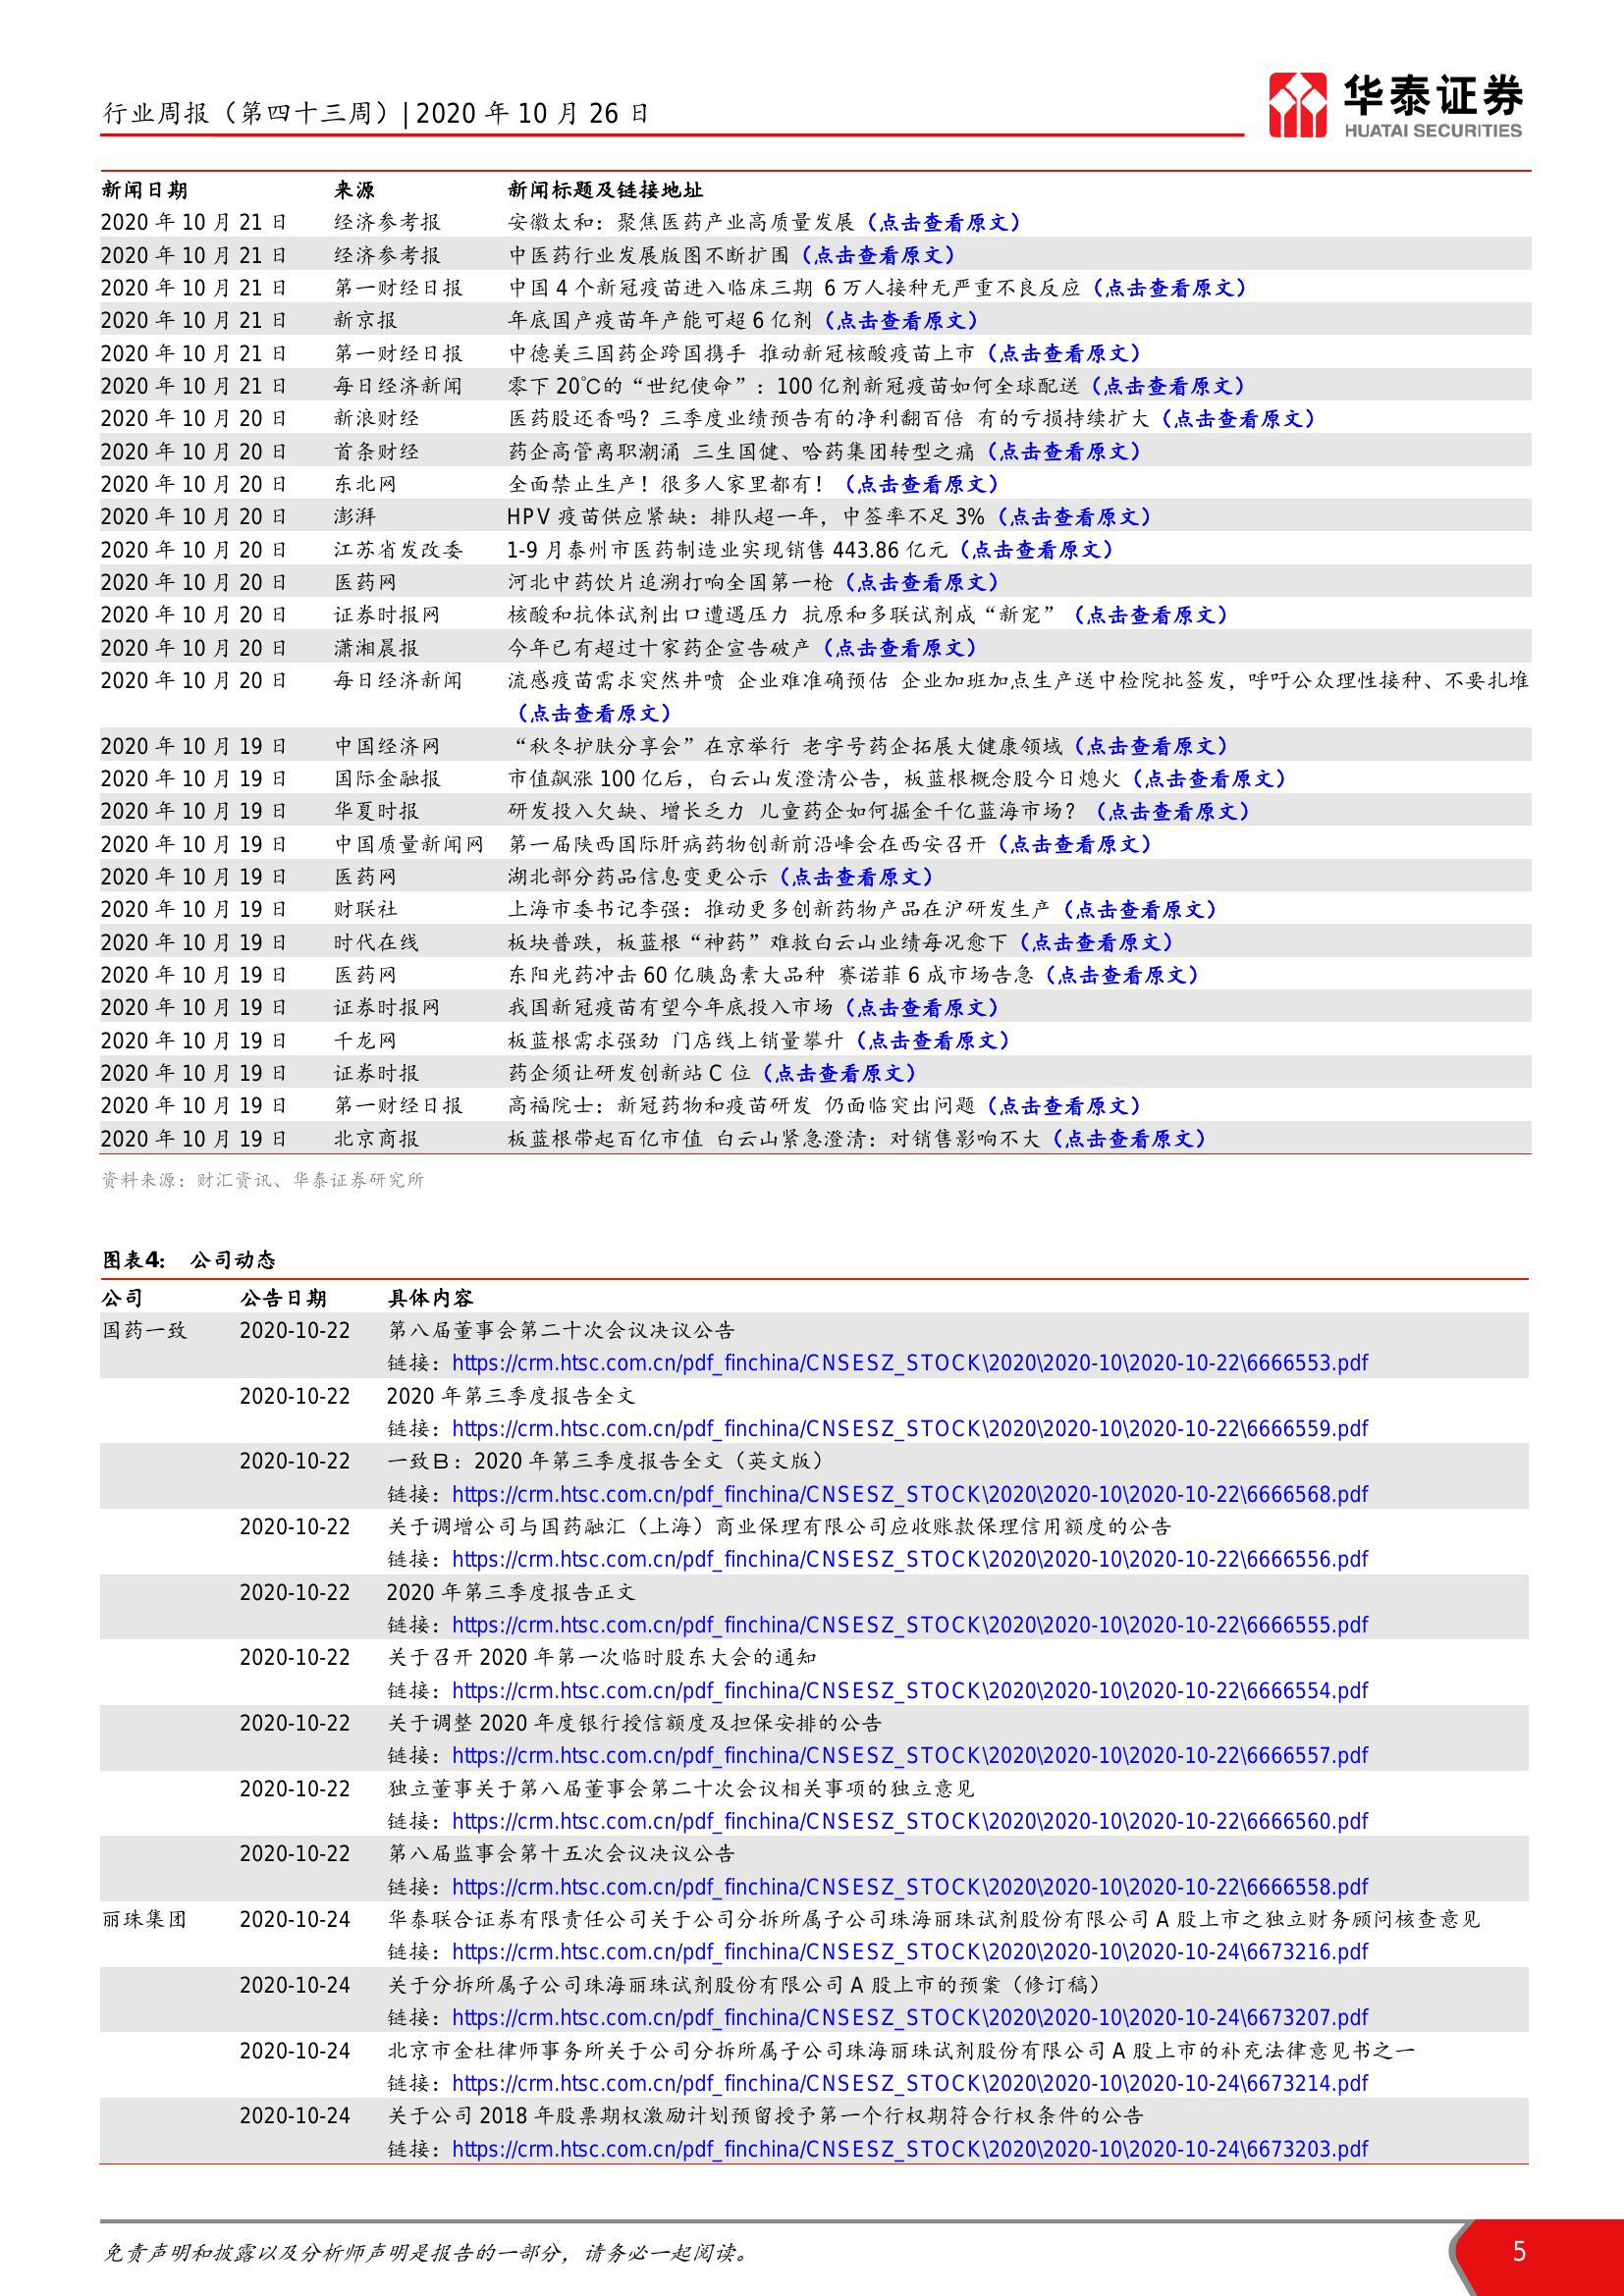 行业周报（第四十三周）| 2020 年 10 月 26 日
华泰证券
HUATAI SECURITIES
新闻日期 来源 新闻标题及链接地址
2020 年 10 月 21 日 经济参考报 安徽太和：聚焦医药产业高质量发展（点击查看原文）
2020 年 10 月 21 日 经济参考报 中医药行业发展版图不断扩围（点击查看原文）
2020 年 10 月 21 日 第一财经日报 中国 4 个新冠疫苗进入临床三期 6 万人接种无严重不良反应（点击查看原文）
2020 年 10 月 21 日 新京报 年底国产疫苗年产能可超 6 亿剂（点击查看原文）
2020 年 10 月 21 日 第一财经日报 中德美三国药企跨国携手 推动新冠核酸疫苗上市（点击查看原文）
2020 年 10 月 21 日 每日经济新闻 零下 20℃的“世纪使命”：100 亿剂新冠疫苗如何全球配送（点击查看原文）
2020 年 10 月 20 日 新浪财经 医药股还香吗？三季度业绩预告有的净利翻百倍 有的亏损持续扩大（点击查看原文）
2020 年 10 月 20 日 首条财经 药企高管离职潮涌 三生国健、哈药集团转型之痛（点击查看原文）
2020 年 10 月 20 日 东北网 全面禁止生产！很多人家里都有！（点击查看原文）
2020 年 10 月 20 日 澎湃 HPV 疫苗供应紧缺：排队超一年，中签率不足 3%（点击查看原文）
2020 年 10 月 20 日 江苏省发改委 1-9 月泰州市医药制造业实现销售 443.86 亿元（点击查看原文）
2020 年 10 月 20 日 医药网 河北中药饮片追溯打响全国第一枪（点击查看原文）
2020 年 10 月 20 日 证券时报网 核酸和抗体试剂出口遭遇压力 抗原和多联试剂成“新宠”（点击查看原文）
2020 年 10 月 20 日 潇湘晨报 今年已有超过十家药企宣告破产（点击查看原文）
2020 年 10 月 20 日 每日经济新闻 流感疫苗需求突然井喷 企业难准确预估 企业加班加点生产送中检院批签发，呼吁公众理性接种、不要扎堆
（点击查看原文）
2020 年 10 月 19 日 中国经济网 “秋冬护肤分享会”在京举行 老字号药企拓展大健康领域（点击查看原文）
2020 年 10 月 19 日 国际金融报 市值飙涨 100 亿后，白云山发澄清公告，板蓝根概念股今日熄火（点击查看原文）
2020 年 10 月 19 日 华夏时报 研发投入欠缺、增长乏力 儿童药企如何掘金千亿蓝海市场？（点击查看原文）
2020 年 10 月 19 日 中国质量新闻网 第一届陕西国际肝病药物创新前沿峰会在西安召开（点击查看原文）
2020 年 10 月 19 日 医药网 湖北部分药品信息变更公示（点击查看原文）
2020 年 10 月 19 日 财联社 上海市委书记李强：推动更多创新药物产品在沪研发生产（点击查看原文）
2020 年 10 月 19 日 时代在线 板块普跌，板蓝根“神药”难救白云山业绩每况愈下（点击查看原文）
2020 年 10 月 19 日 医药网 东阳光药冲击 60 亿胰岛素大品种 赛诺菲 6 成市场告急（点击查看原文）
2020 年 10 月 19 日 证券时报网 我国新冠疫苗有望今年底投入市场（点击查看原文）
2020 年 10 月 19 日 千龙网 板蓝根需求强劲 门店线上销量攀升（点击查看原文）
2020 年 10 月 19 日 证券时报 药企须让研发创新站 C 位（点击查看原文）
2020 年 10 月 19 日 第一财经日报 高福院士：新冠药物和疫苗研发 仍面临突出问题（点击查看原文）
2020 年 10 月 19 日 北京商报 板蓝根带起百亿市值 白云山紧急澄清：对销售影响不大（点击查看原文）
资料来源：财汇资讯、华泰证券研究所
图表4： 公司动态
公司 公告日期 具体内容
国药一致 2020-10-22 第八届董事会第二十次会议决议公告
链接：https://crm.htsc.com.cn/pdf_finchina/CNSESZ_STOCK\2020\2020-10\2020-10-22\6666553.pdf
2020-10-22 2020 年第三季度报告全文
链接：https://crm.htsc.com.cn/pdf_finchina/CNSESZ_STOCK\2020\2020-10\2020-10-22\6666559.pdf
2020-10-22 一致Ｂ：2020 年第三季度报告全文（英文版）
链接：https://crm.htsc.com.cn/pdf_finchina/CNSESZ_STOCK\2020\2020-10\2020-10-22\6666568.pdf
2020-10-22 关于调增公司与国药融汇（上海）商业保理有限公司应收账款保理信用额度的公告
链接：https://crm.htsc.com.cn/pdf_finchina/CNSESZ_STOCK\2020\2020-10\2020-10-22\6666556.pdf
2020-10-22 2020 年第三季度报告正文
链接：https://crm.htsc.com.cn/pdf_finchina/CNSESZ_STOCK\2020\2020-10\2020-10-22\6666555.pdf
2020-10-22 关于召开 2020 年第一次临时股东大会的通知
链接：https://crm.htsc.com.cn/pdf_finchina/CNSESZ_STOCK\2020\2020-10\2020-10-22\6666554.pdf
2020-10-22 关于调整 2020 年度银行授信额度及担保安排的公告
链接：https://crm.htsc.com.cn/pdf_finchina/CNSESZ_STOCK\2020\2020-10\2020-10-22\6666557.pdf
2020-10-22 独立董事关于第八届董事会第二十次会议相关事项的独立意见
链接：https://crm.htsc.com.cn/pdf_finchina/CNSESZ_STOCK\2020\2020-10\2020-10-22\6666560.pdf
2020-10-22 第八届监事会第十五次会议决议公告
链接：https://crm.htsc.com.cn/pdf_finchina/CNSESZ_STOCK\2020\2020-10\2020-10-22\6666558.pdf
丽珠集团 2020-10-24 华泰联合证券有限责任公司关于公司分拆所属子公司珠海丽珠试剂股份有限公司 A 股上市之独立财务顾问核查意见
链接：https://crm.htsc.com.cn/pdf_finchina/CNSESZ_STOCK\2020\2020-10\2020-10-24\6673216.pdf
2020-10-24 关于分拆所属子公司珠海丽珠试剂股份有限公司 A 股上市的预案（修订稿）
链接：https://crm.htsc.com.cn/pdf_finchina/CNSESZ_STOCK\2020\2020-10\2020-10-24\6673207.pdf
2020-10-24 北京市金杜律师事务所关于公司分拆所属子公司珠海丽珠试剂股份有限公司 A 股上市的补充法律意见书之一
链接：https://crm.htsc.com.cn/pdf_finchina/CNSESZ_STOCK\2020\2020-10\2020-10-24\6673214.pdf
2020-10-24 关于公司 2018 年股票期权激励计划预留授予第一个行权期符合行权条件的公告
链接：https://crm.htsc.com.cn/pdf_finchina/CNSESZ_STOCK\2020\2020-10\2020-10-24\6673203.pdf
免责声明和披露以及分析师声明是报告的一部分，请务必一起阅读。 5